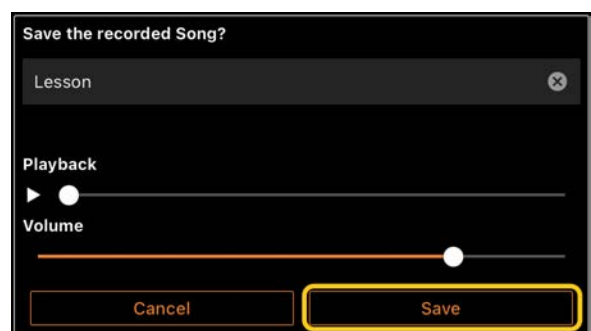 Save the recorded Song?
Lesson
Playback
Volume
Cancel Save